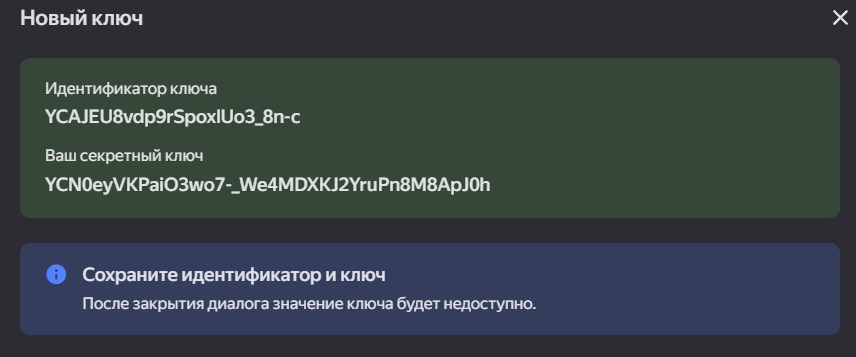 Новый ключ
Идентификатор ключа
YCAJEU8vdp9rSpoxlUo3_8n-c
Ваш секретный ключ
YCN0eyVKPaiO3wo7-_We4MDXKJ2YruPn8M8ApJ0h
Сохраните идентификатор и ключ
После закрытия диалога значение ключа будет недоступно.